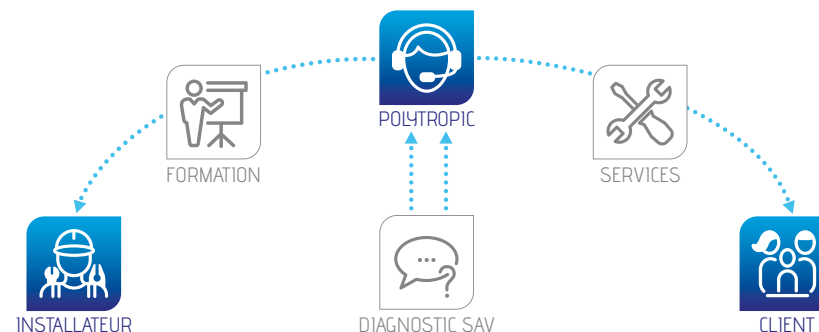 POLYTROPIC
FORMATION
SERVICES
INSTALLATEUR
DIAGNOSTIC SAV
CLIENT